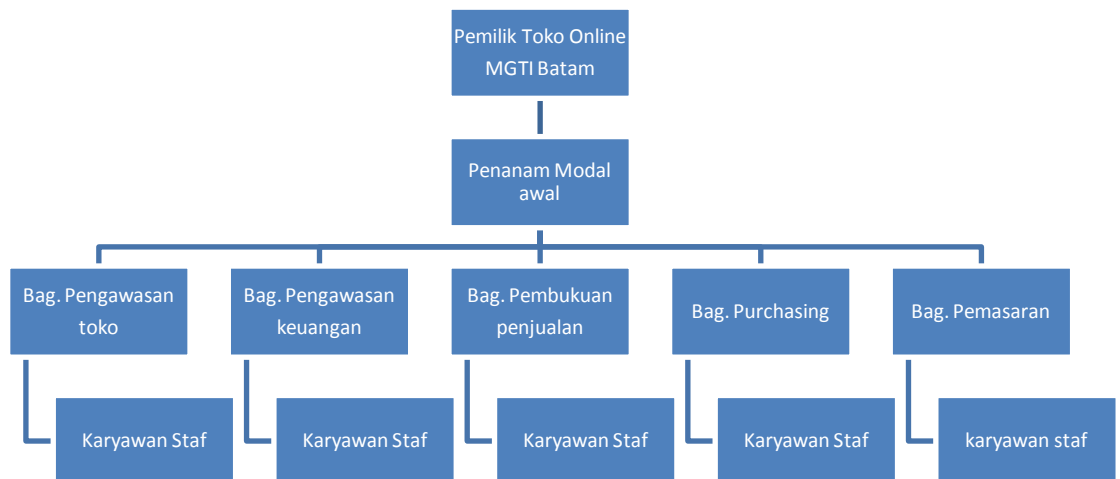 Pemilik Toko Online
MGTI Batam
Penanam Modal
awal
Bag. Pengawasan
toko
Bag. Pengawasan
keuangan
Bag. Pembukuan
penjualan
Bag. Purchasing
Bag. Pemasaran
Karyawan Staf
Karyawan Staf
Karyawan Staf
Karyawan Staf
karyawan staf